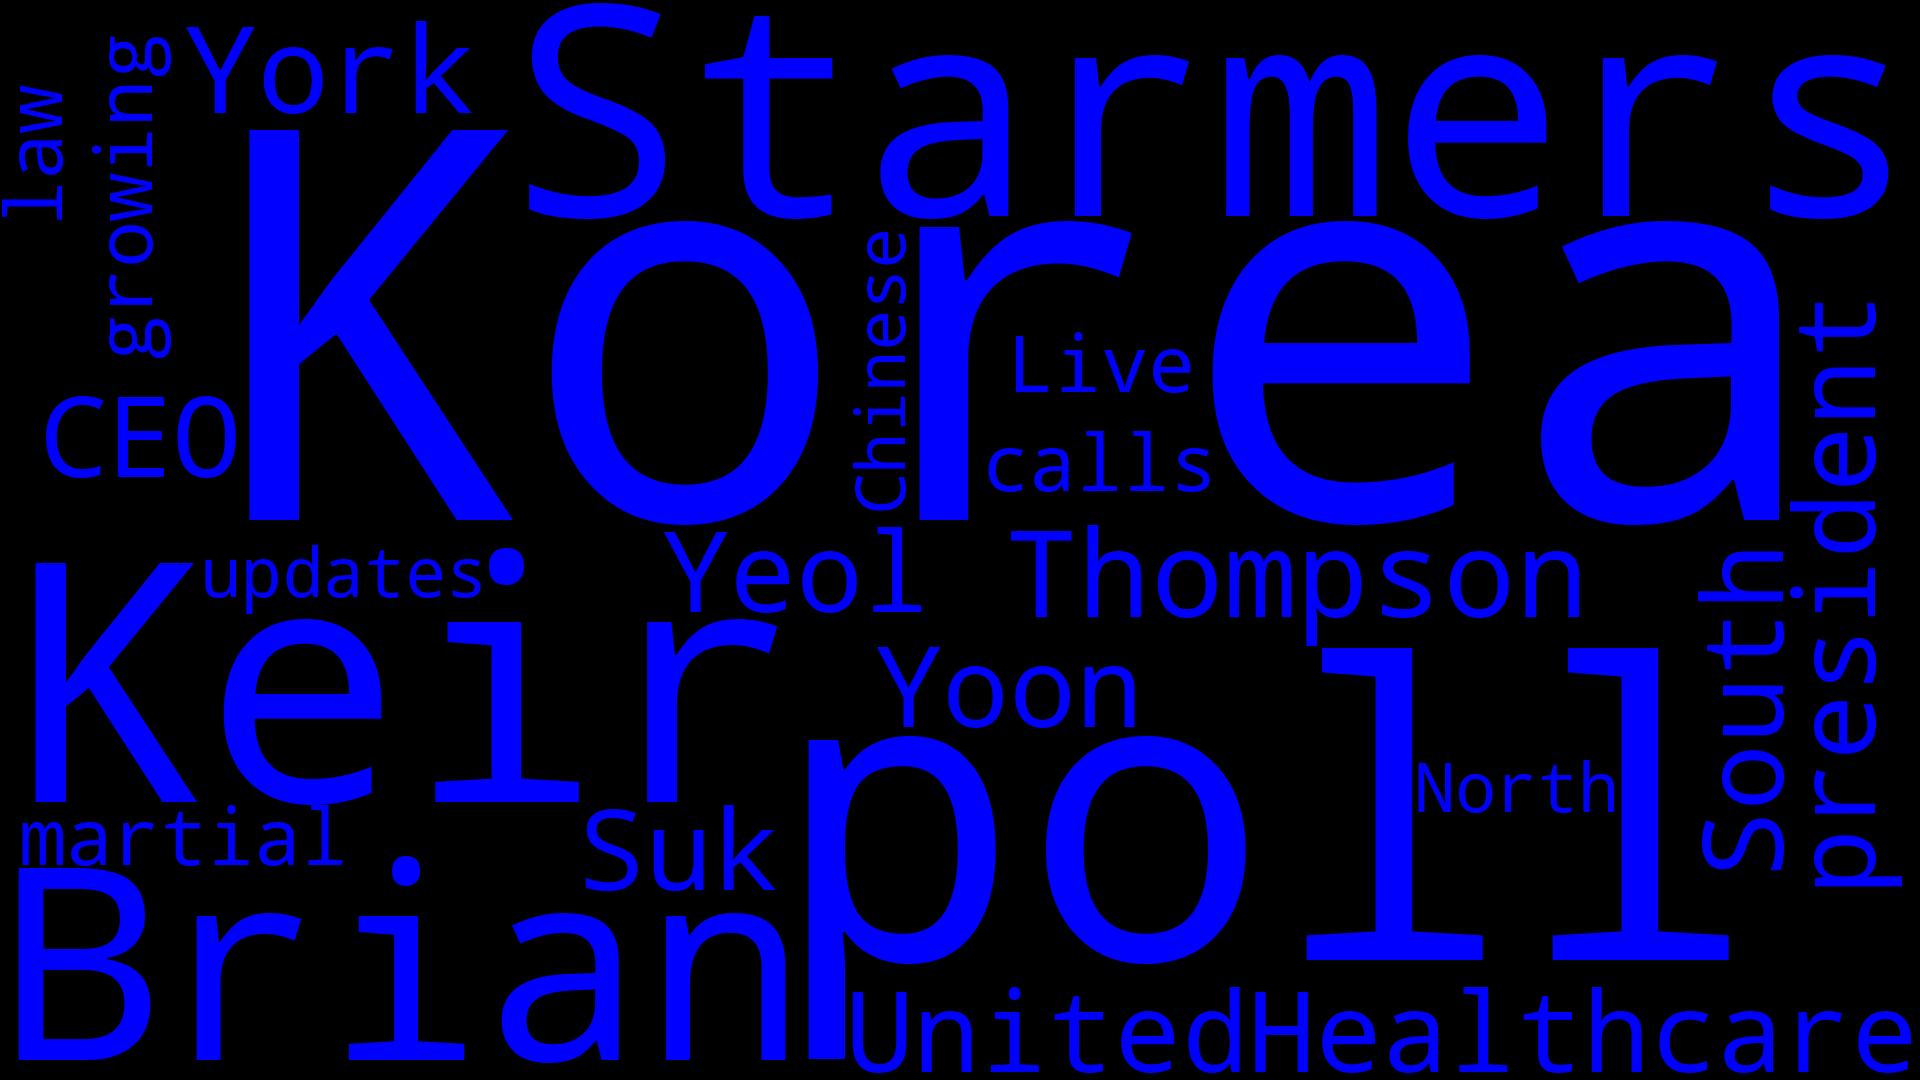 law
growing
York
Starmers
Korea
Chinese
Live
calls
CEO
president
South
Keir
updates
Yeol
Thompson
Yoon
poll
North
martial
Suk
Brian
UnitedHealthcare